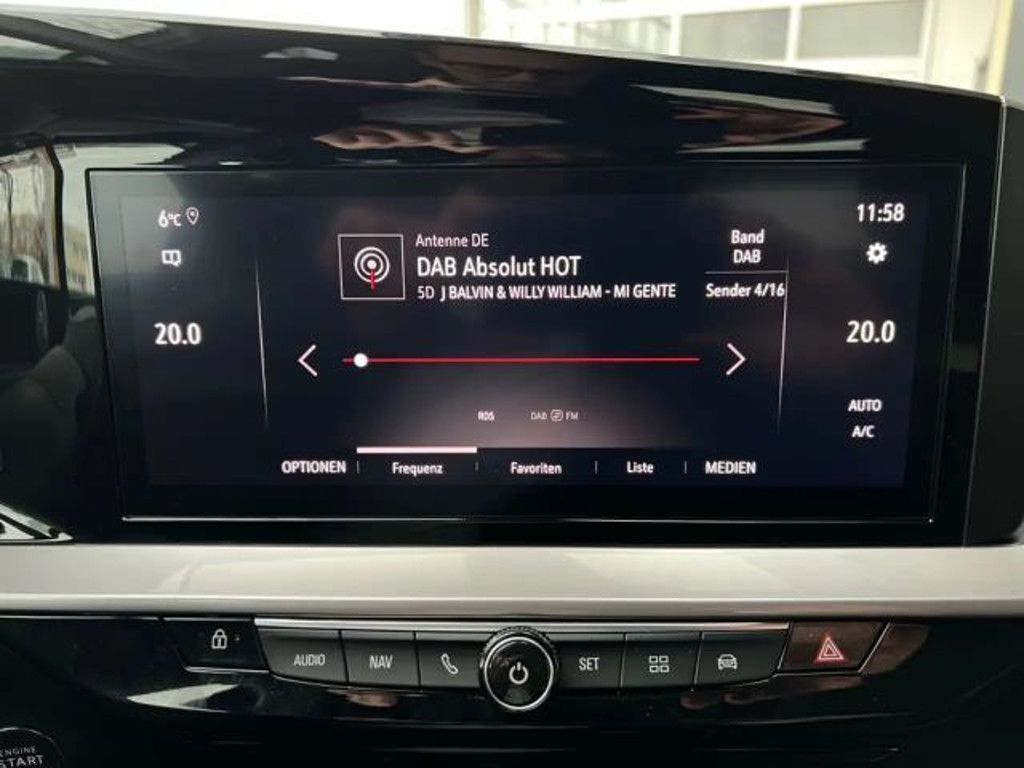 6°C
11:58
Antenne DE
DAB Absolut HOT
5D J BALVIN & WILLY WILLIAM - MI GENTE
Band
DAB
Sender 4/16
20.0
20.0
RDS
DAB FM
AUTO
A/C
OPTIONEN
Frequenz
Favoriten
Liste
MEDIEN
AUDIO
NAV
SET
ENGINE
START